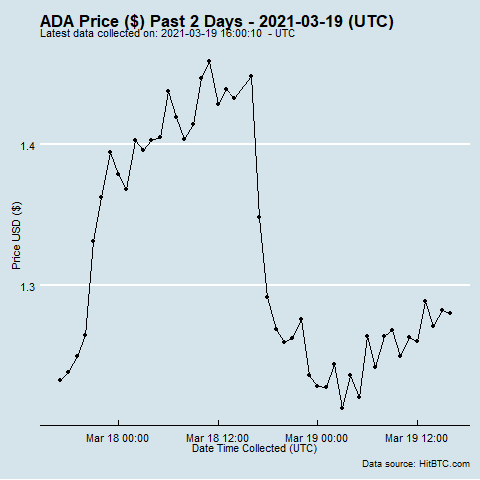 ADA Price ($) Past 2 Days - 2021-03-19 (UTC)
Latest data collected on: 2021-03-19 16:00:10 - UTC
Price USD ($)
1.4
1.3
Mar 18 00:00 Mar 18 12:00 Mar 19 00:00 Mar 19 12:00
Date Time Collected (UTC)
Data source: HitBTC.com